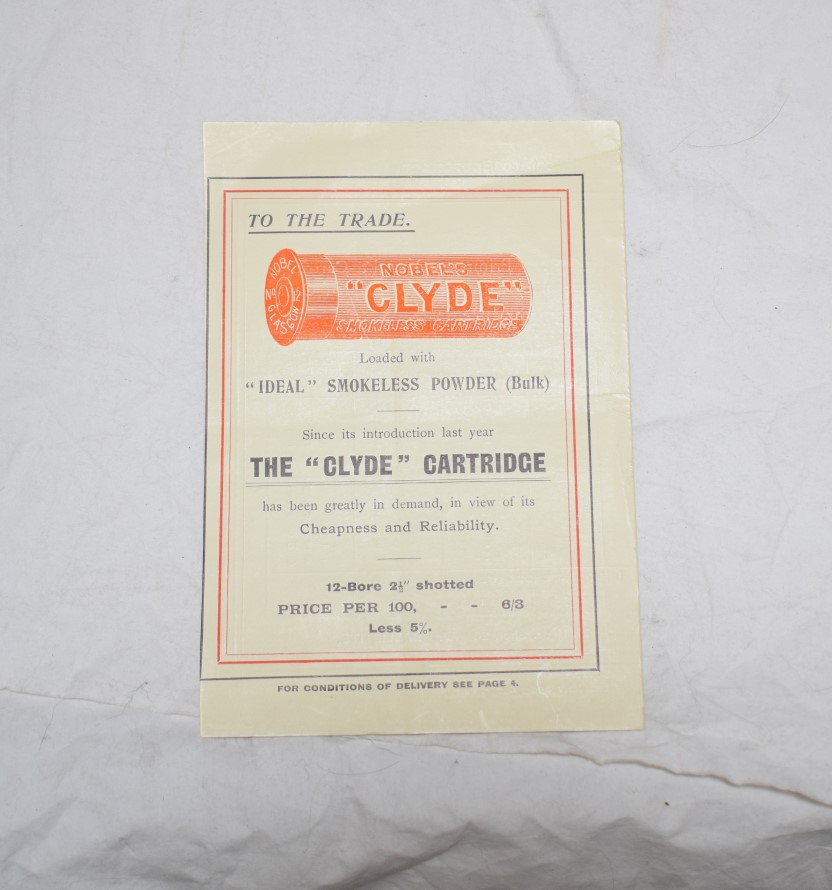 TO THE TRADE.
NOBEL'S
"CLYDE"
SMOKELESS CARTRIDGE
NOBEL
No 12
GLASGOW
Loaded with
"IDEAL" SMOKELESS POWDER (Bulk)
Since its introduction last year
THE "CLYDE" CARTRIDGE
has been greatly in demand, in view of its
Cheapness and Reliability.
12-Bore 2½" shotted
PRICE PER 100, - - 6/3
Less 5%.
FOR CONDITIONS OF DELIVERY SEE PAGE 4.